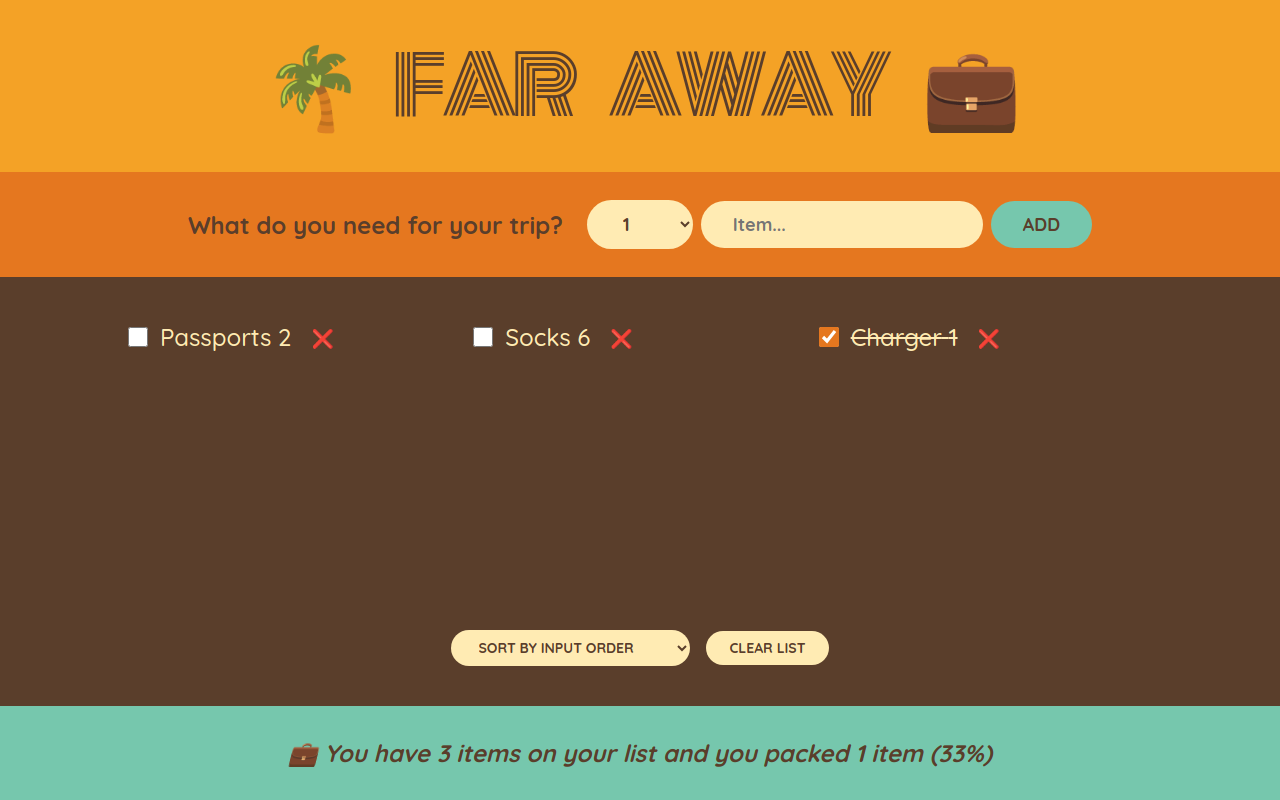 FAR AWAY
What do you need for your trip? 1 Item... ADD
Passports 2 Socks 6 Charger 1
SORT BY INPUT ORDER CLEAR LIST
You have 3 items on your list and you packed 1 item (33%)